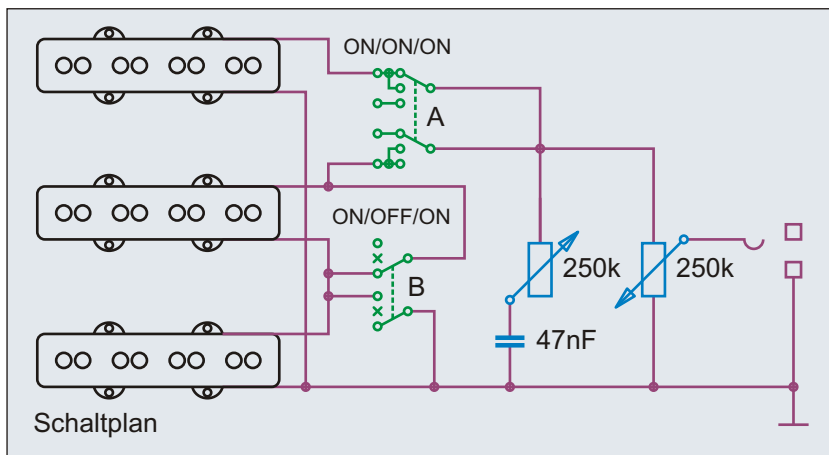 ON/ON/ON
A
ON/OFF/ON
B
250k
250k
47nF
Schaltplan